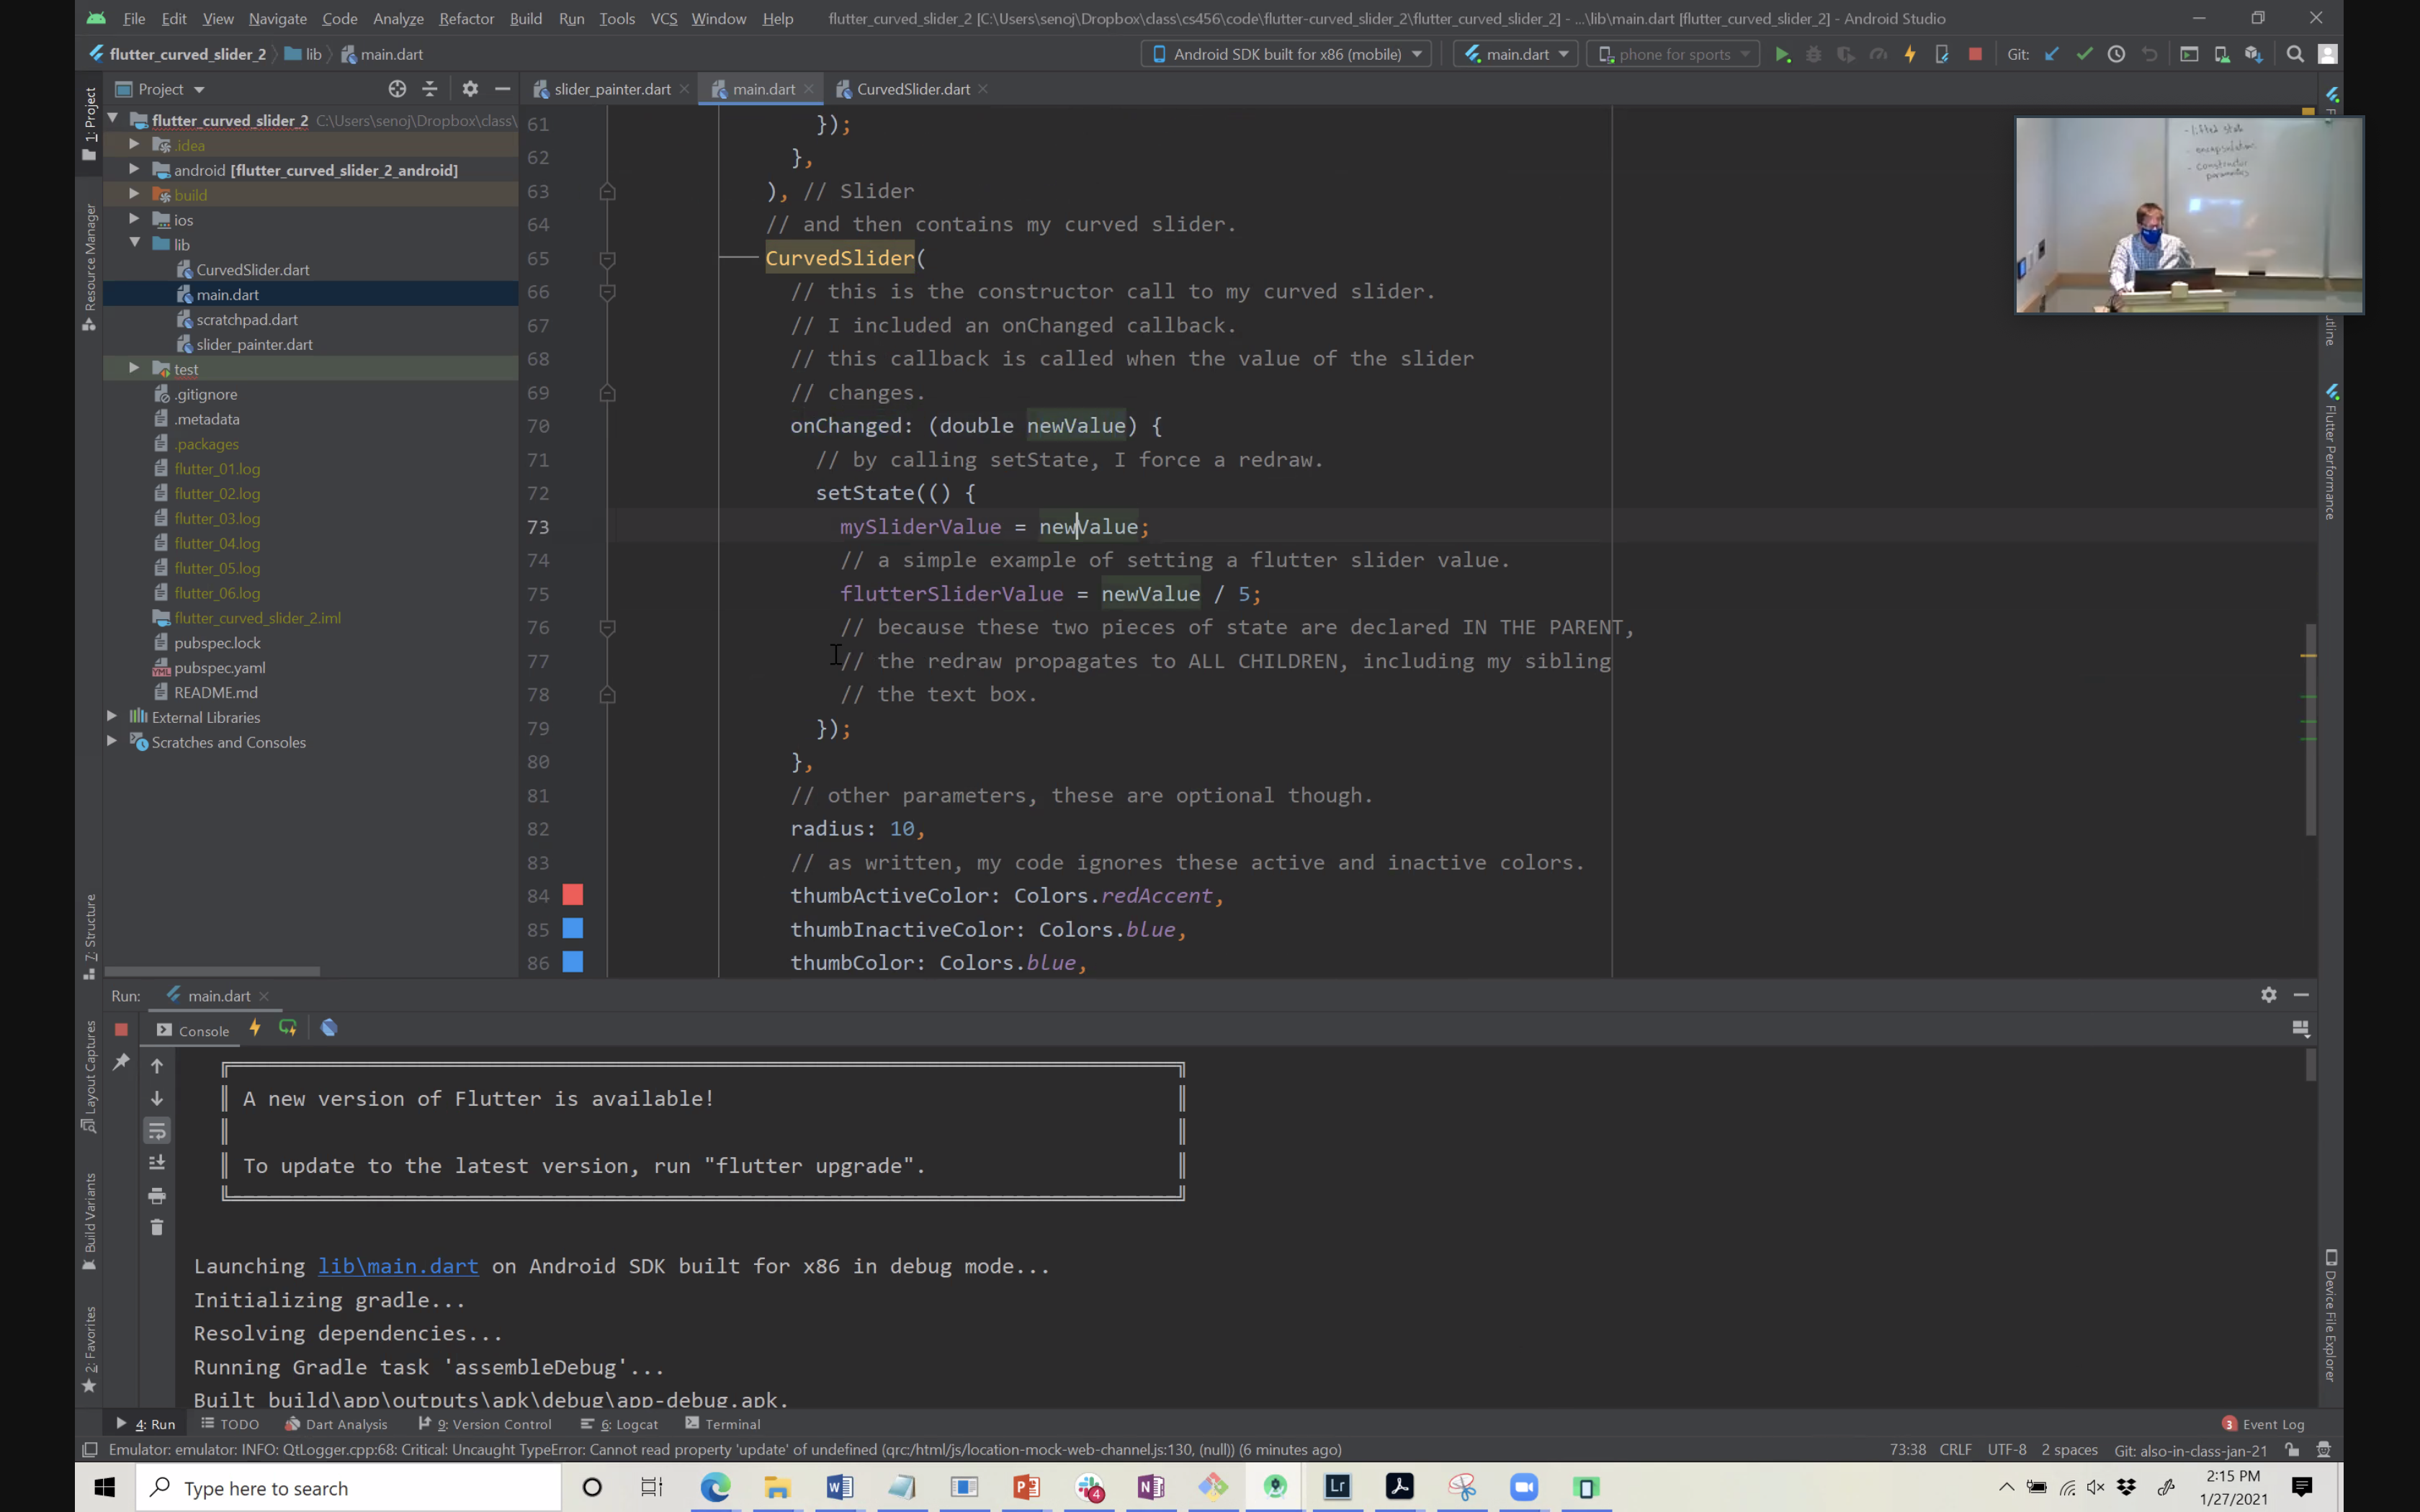 File Edit View Navigate Code Analyze Refactor Build Run Tools VCS Window Help flutter_curved_slider_2 [C:\Users\senoj\Dropbox\class\cs456\code\flutter-curved_slider_2\flutter_curved_slider_2] - ...\lib\main.dart [flutter_curved_slider_2] - Android Studio
flutter_curved_slider_2 lib main.dart Android SDK built for x86 (mobile) main.dart phone for sports Git:
1: Project
Resource Manager
7: Structure
Layout Captures
Build Variants
2: Favorites
Project
flutter_curved_slider_2 C:\Users\senoj\Dropbox\class\
.idea
android [flutter_curved_slider_2_android]
build
ios
lib
CurvedSlider.dart
main.dart
scratchpad.dart
slider_painter.dart
test
.gitignore
.metadata
.packages
flutter_01.log
flutter_02.log
flutter_03.log
flutter_04.log
flutter_05.log
flutter_06.log
flutter_curved_slider_2.iml
pubspec.lock
pubspec.yaml
README.md
External Libraries
Scratches and Consoles
slider_painter.dart main.dart CurvedSlider.dart
61 });
62 },
63 ), // Slider
64 // and then contains my curved slider.
65 CurvedSlider(
66 // this is the constructor call to my curved slider.
67 // I included an onChanged callback.
68 // this callback is called when the value of the slider
69 // changes.
70 onChanged: (double newValue) {
71 // by calling setState, I force a redraw.
72 setState(() {
73 mySliderValue = newValue;
74 // a simple example of setting a flutter slider value.
75 flutterSliderValue = newValue / 5;
76 // because these two pieces of state are declared IN THE PARENT,
77 // the redraw propagates to ALL CHILDREN, including my sibling
78 // the text box.
79 });
80 },
81 // other parameters, these are optional though.
82 radius: 10,
83 // as written, my code ignores these active and inactive colors.
84 thumbActiveColor: Colors.redAccent,
85 thumbInactiveColor: Colors.blue,
86 thumbColor: Colors.blue,
- lifted
- encapsulation
- constructor
parameters
Flutter Performance
Device File Explorer
Run: main.dart
Console
A new version of Flutter is available!
To update to the latest version, run "flutter upgrade".
Launching lib\main.dart on Android SDK built for x86 in debug mode...
Initializing gradle...
Resolving dependencies...
Running Gradle task 'assembleDebug'...
Built build\app\outputs\apk\debug\app-debug.apk.
4: Run TODO Dart Analysis 9: Version Control 6: Logcat Terminal 3 Event Log
Emulator: emulator: INFO: QtLogger.cpp:68: Critical: Uncaught TypeError: Cannot read property 'update' of undefined (qrc:/html/js/location-mock-web-channel.js:130, (null)) (6 minutes ago) 73:38 CRLF UTF-8 2 spaces Git: also-in-class-jan-21
Type here to search
4
Lr
2:15 PM
1/27/2021